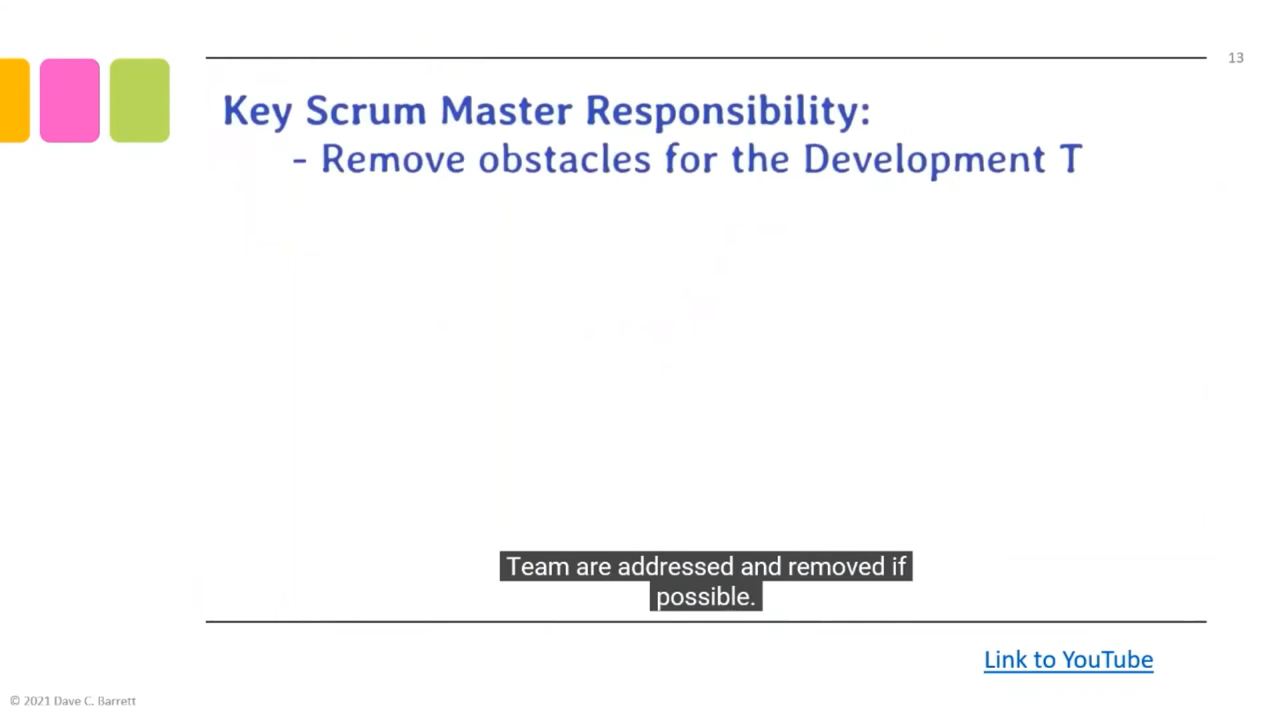 13
Key Scrum Master Responsibility:
- Remove obstacles for the Development T
Team are addressed and removed if
possible.
Link to YouTube
© 2021 Dave C. Barrett